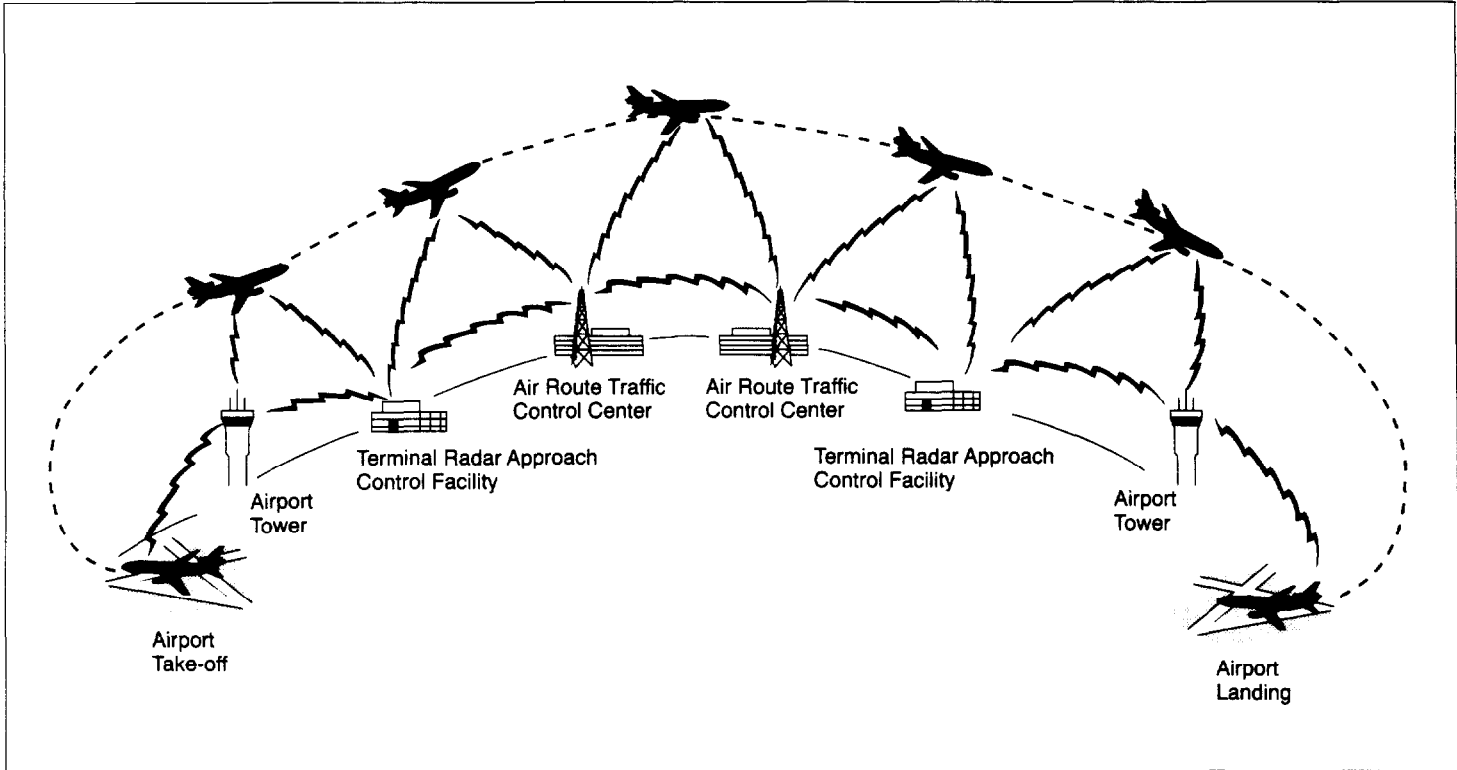 Air Route Traffic
Control Center
Air Route Traffic
Control Center
Terminal Radar Approach
Control Facility
Terminal Radar Approach
Control Facility
Airport
Tower
Airport
Tower
Airport
Take-off
Airport
Landing